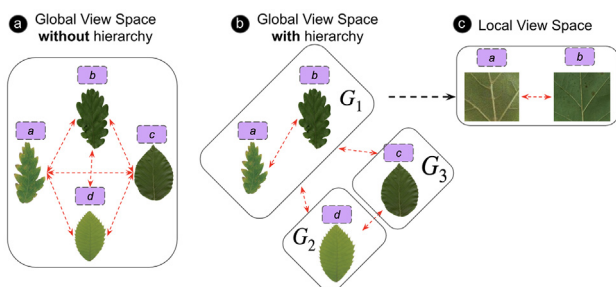 a Global View Space
without hierarchy
b
a
c
d
b Global View Space
with hierarchy
b
G1
a
c
G3
d
G2
c Local View Space
a
b